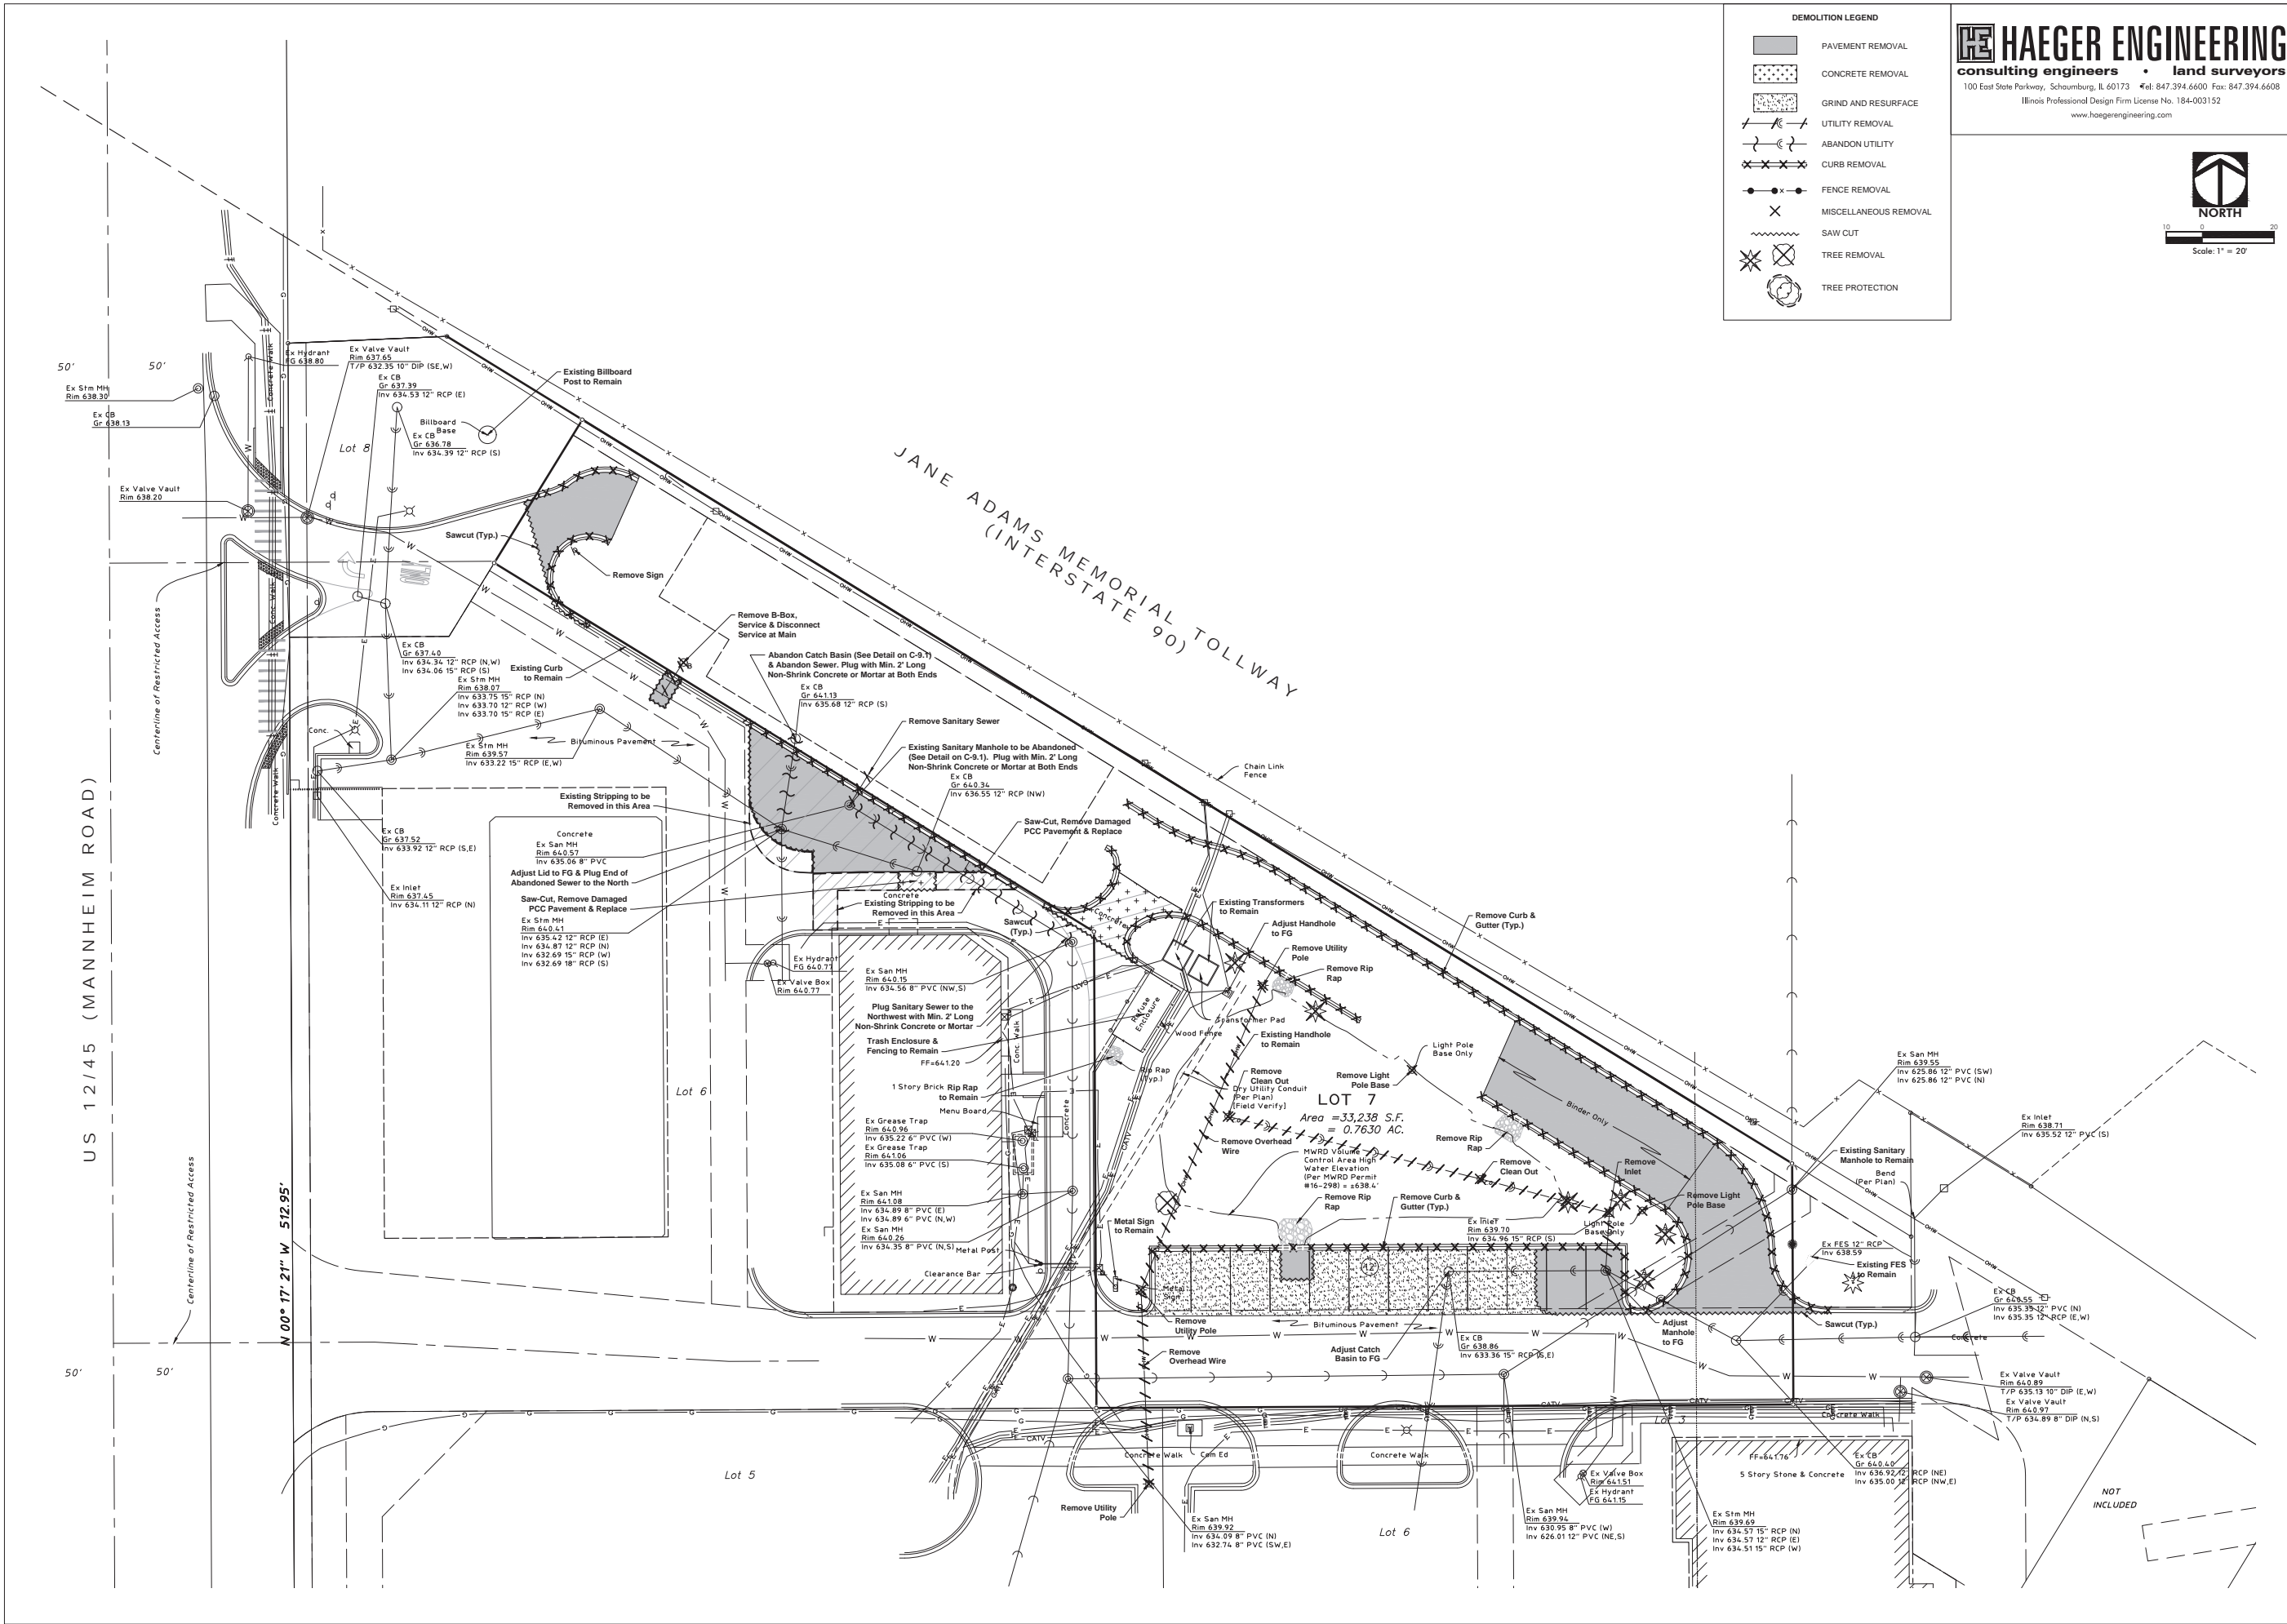 DEMOLITION LEGEND
PAVEMENT REMOVAL
CONCRETE REMOVAL
GRIND AND RESURFACE
UTILITY REMOVAL
ABANDON UTILITY
CURB REMOVAL
FENCE REMOVAL
MISCELLANEOUS REMOVAL
SAW CUT
TREE REMOVAL
TREE PROTECTION
HE HAEGER ENGINEERING
consulting engineers • land surveyors
100 East State Parkway, Schaumburg, IL 60173 •Tel: 847.394.6600 Fax: 847.394.6608
Illinois Professional Design Firm License No. 184-003152
www.haegerengineering.com
NORTH
10 0 20
Scale: 1" = 20'
JANE ADAMS MEMORIAL TOLLWAY
(INTERSTATE 90)
US 12/45 (MANNHEIM ROAD)
N 00° 17' 21" W 512.95'
Centerline of Restricted Access
Centerline of Restricted Access
50'
50'
50'
50'
Ex Stm MH
Rim 638.30
Ex CB
Gr 638.13
Ex Hydrant
FG 638.80
Ex Valve Vault
Rim 637.65
T/P 632.35 10" DIP (SE,W)
Ex CB
Gr 637.39
Inv 634.53 12" RCP (E)
Billboard
Base
Ex CB
Gr 636.78
Inv 634.39 12" RCP (S)
Existing Billboard
Post to Remain
Lot 8
Concrete Walk
Ex Valve Vault
Rim 638.20
Sawcut (Typ.)
Remove Sign
Conc. Walk
Ex CB
Gr 637.40
Inv 634.34 12" RCP (N,W)
Inv 634.06 15" RCP (S)
Ex Stm MH
Rim 638.07
Inv 633.75 15" RCP (N)
Inv 633.70 12" RCP (W)
Inv 633.70 15" RCP (E)
Existing Curb
to Remain
Remove B-Box,
Service & Disconnect
Service at Main
Abandon Catch Basin (See Detail on C-9.1)
& Abandon Sewer. Plug with Min. 2' Long
Non-Shrink Concrete or Mortar at Both Ends
Ex CB
Gr 641.13
Inv 635.68 12" RCP (S)
Remove Sanitary Sewer
Existing Sanitary Manhole to be Abandoned
(See Detail on C-9.1). Plug with Min. 2' Long
Non-Shrink Concrete or Mortar at Both Ends
Ex CB
Gr 640.34
Inv 636.55 12" RCP (NW)
Conc.
Concrete Walk
Ex Stm MH
Rim 639.57
Inv 633.22 15" RCP (E,W)
Bituminous Pavement
Existing Stripping to be
Removed in this Area
Ex CB
Gr 637.52
Inv 633.92 12" RCP (S,E)
Ex Inlet
Rim 637.45
Inv 634.11 12" RCP (N)
Concrete
Ex San MH
Rim 640.57
Inv 635.06 8" PVC
Adjust Lid to FG & Plug End of
Abandoned Sewer to the North
Saw-Cut, Remove Damaged
PCC Pavement & Replace
Ex Stm MH
Rim 640.41
Inv 635.42 12" RCP (E)
Inv 634.87 12" RCP (N)
Inv 632.69 15" RCP (W)
Inv 632.69 18" RCP (S)
Saw-Cut, Remove Damaged
PCC Pavement & Replace
Concrete
Existing Stripping to be
Removed in this Area
Sawcut
(Typ.)
Concrete
Chain Link
Fence
Existing Transformers
to Remain
Adjust Handhole
to FG
Remove Utility
Pole
Remove Rip
Rap
Remove Curb &
Gutter (Typ.)
Ex Hydrant
FG 640.77
Ex Valve Box
Rim 640.77
Ex San MH
Rim 640.15
Inv 634.56 8" PVC (NW,S)
Plug Sanitary Sewer to the
Northwest with Min. 2' Long
Non-Shrink Concrete or Mortar
Trash Enclosure &
Fencing to Remain
FF=641.20
1 Story Brick
Rip Rap
to Remain
Menu Board
Ex Grease Trap
Rim 640.96
Inv 635.22 6" PVC (W)
Ex Grease Trap
Rim 641.06
Inv 635.08 6" PVC (S)
Ex San MH
Rim 641.08
Inv 634.89 8" PVC (E)
Inv 634.89 6" PVC (N,W)
Ex San MH
Rim 640.26
Inv 634.35 8" PVC (N,S)
Metal Post
Clearance Bar
Conc. Walk
Concrete
Refuse
Enclosure
Transformer Pad
Wood Fence
Existing Handhole
to Remain
Rip Rap
(Typ.)
Remove
Clean Out
Dry Utility Conduit
(Per Plan)
[Field Verify]
Light Pole
Base Only
Remove Light
Pole Base
LOT 7
Area =33,238 S.F.
= 0.7630 AC.
Remove Overhead
Wire
MWRD Volume
Control Area High
Water Elevation
(Per MWRD Permit
#16-298) = ±638.4'
Remove Rip
Rap
Remove
Clean Out
Remove
Inlet
Binder Only
Remove Light
Pole Base
Remove Rip
Rap
Remove Curb &
Gutter (Typ.)
Ex Inlet
Rim 639.70
Inv 634.96 15" RCP (S)
Light Pole
Base Only
Metal Sign
to Remain
Metal
Sign
12
Lot 6
Remove
Utility Pole
Bituminous Pavement
Remove
Overhead Wire
Adjust Catch
Basin to FG
Ex CB
Gr 638.86
Inv 633.36 15" RCP (S,E)
Adjust
Manhole
to FG
Sawcut (Typ.)
Ex San MH
Rim 639.55
Inv 625.86 12" PVC (SW)
Inv 625.86 12" PVC (N)
Ex Inlet
Rim 638.71
Inv 635.52 12" PVC (S)
Existing Sanitary
Manhole to Remain
Bend
(Per Plan)
Ex FES 12" RCP
Inv 638.59
Existing FES
to Remain
Ex CB
Gr 640.55
Inv 635.35 12" PVC (N)
Inv 635.35 12" RCP (E,W)
Concrete
Ex Valve Vault
Rim 640.89
T/P 635.13 10" DIP (E,W)
Ex Valve Vault
Rim 640.97
T/P 634.89 8" DIP (N,S)
Concrete Walk
Lot 3
Lot 5
Concrete Walk
Com Ed
Concrete Walk
Remove Utility
Pole
Ex San MH
Rim 639.92
Inv 634.09 8" PVC (N)
Inv 632.74 8" PVC (SW,E)
Lot 6
Ex Valve Box
Rim 641.51
Ex Hydrant
FG 641.15
Ex San MH
Rim 639.94
Inv 630.95 8" PVC (W)
Inv 626.01 12" PVC (NE,S)
FF=641.76
5 Story Stone & Concrete
Ex CB
Gr 640.40
Inv 636.92 12" RCP (NE)
Inv 635.00 12" RCP (NW,E)
Ex Stm MH
Rim 639.69
Inv 634.57 15" RCP (N)
Inv 634.57 12" RCP (E)
Inv 634.51 15" RCP (W)
NOT
INCLUDED